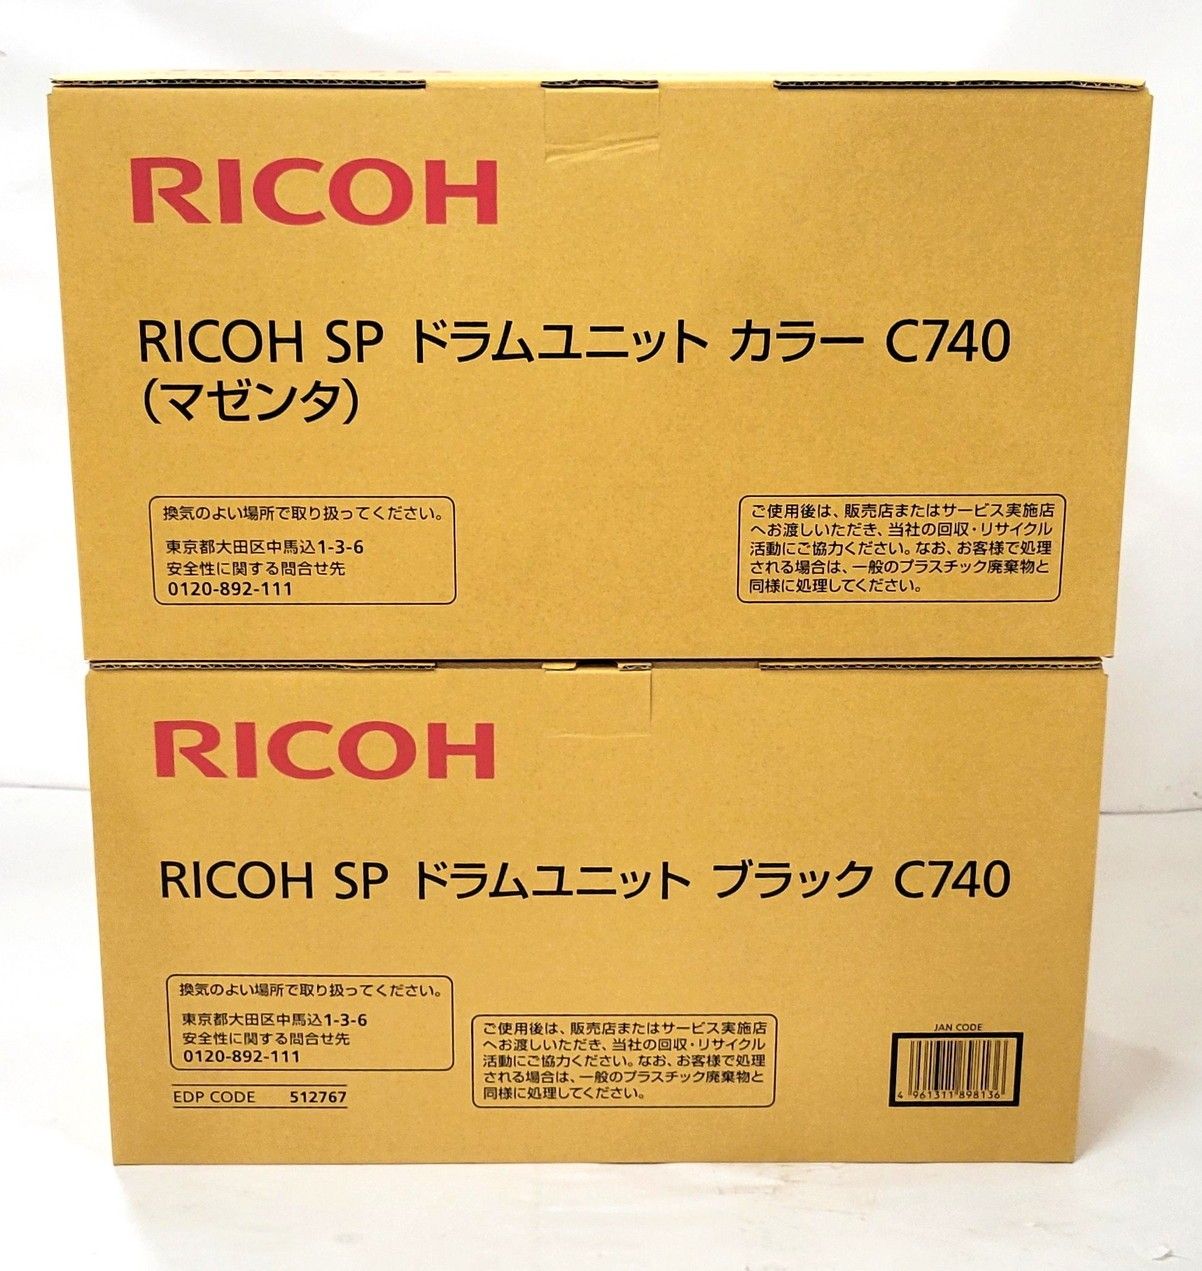 RICOH
RICOH SP ドラムユニット カラー C740
（マゼンタ）
換気のよい場所で取り扱ってください。
東京都大田区中馬込1-3-6
安全性に関する問合せ先
0120-892-111
ご使用後は、販売店またはサービス実施店
へお渡しいただき、当社の回収・リサイクル
活動にご協力ください。なお、お客様で処理
される場合は、一般のプラスチック廃棄物と
同様に処理してください。
RICOH
RICOH SP ドラムユニット ブラック C740
換気のよい場所で取り扱ってください。
東京都大田区中馬込1-3-6
安全性に関する問合せ先
0120-892-111
EDP CODE 512767
ご使用後は、販売店またはサービス実施店
へお渡しいただき、当社の回収・リサイクル
活動にご協力ください。なお、お客様で処理
される場合は、一般のプラスチック廃棄物と
同様に処理してください。
JAN CODE
4 961311 898136